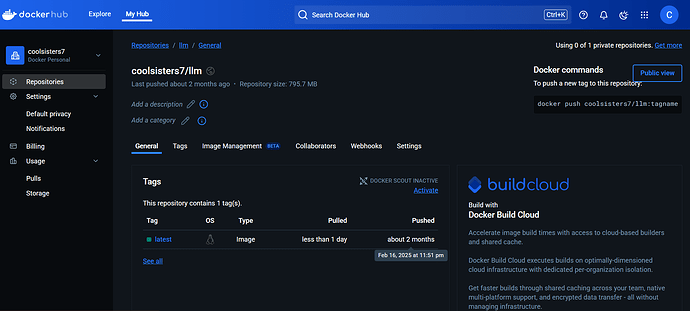 dockerhub
Explore
My Hub
Search Docker Hub
Ctrl+K
C
coolsisters7
Docker Personal
Repositories
Settings
Default privacy
Notifications
Billing
Usage
Pulls
Storage
Repositories / llm / General
Using 0 of 1 private repositories. Get more
coolsisters7/llm
Last pushed about 2 months ago • Repository size: 795.7 MB
Add a description
Add a category
Docker commands
Public view
To push a new tag to this repository:
docker push coolsisters7/llm:tagname
General Tags Image Management BETA Collaborators Webhooks Settings
Tags
DOCKER SCOUT INACTIVE
Activate
This repository contains 1 tag(s).
Tag OS Type Pulled Pushed
latest Image less than 1 day about 2 months
Feb 16, 2025 at 11:51 pm
See all
buildcloud
Build with
Docker Build Cloud
Accelerate image build times with access to cloud-based builders
and shared cache.
Docker Build Cloud executes builds on optimally-dimensioned
cloud infrastructure with dedicated per-organization isolation.
Get faster builds through shared caching across your team, native
multi-platform support, and encrypted data transfer - all without
managing infrastructure.